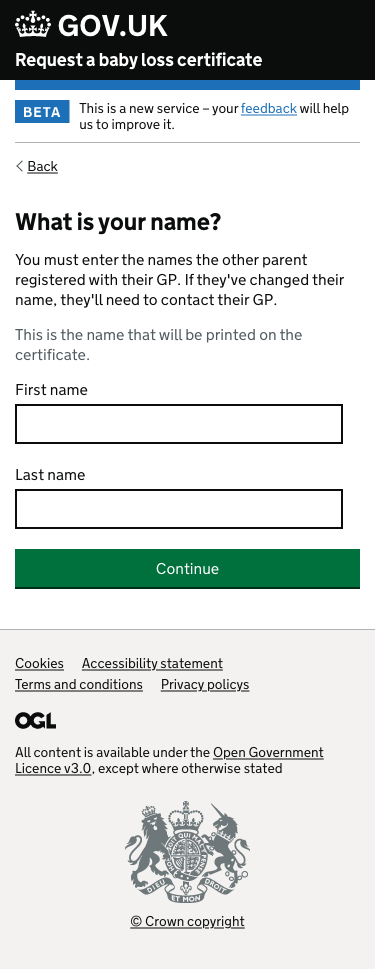 GOV.UK
Request a baby loss certificate
BETA
This is a new service – your feedback will help
us to improve it.
Back
What is your name?
You must enter the names the other parent
registered with their GP. If they've changed their
name, they'll need to contact their GP.
This is the name that will be printed on the
certificate.
First name
Last name
Continue
Cookies Accessibility statement
Terms and conditions Privacy policys
OGL
All content is available under the Open Government
Licence v3.0, except where otherwise stated
DIEU ET MON DROIT
© Crown copyright